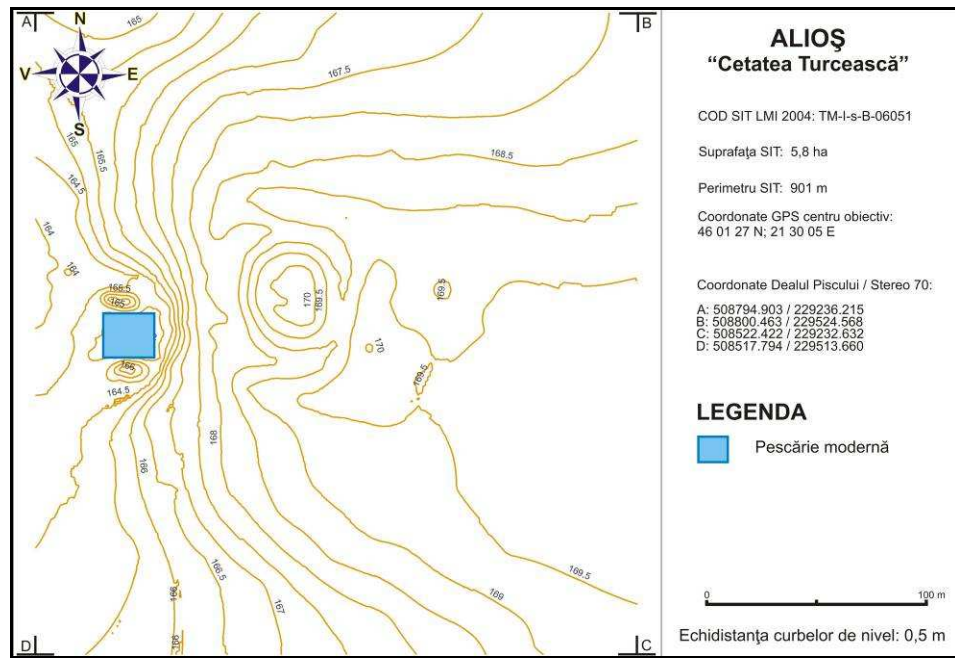 A
B
N
V
E
S
165
167.5
165
165.5
168.5
164.5
164
164
165.5
165
169.5
170
169.5
170
166
169.5
164.5
168
166
169.5
166.5
166
169
167
166
D
C
ALIOŞ
“Cetatea Turcească”
COD SIT LMI 2004: TM-I-s-B-06051
Suprafaţa SIT: 5,8 ha
Perimetru SIT: 901 m
Coordonate GPS centru obiectiv:
46 01 27 N; 21 30 05 E
Coordonate Dealul Piscului / Stereo 70:
A: 508794.903 / 229236.215
B: 508800.463 / 229524.568
C: 508522.422 / 229232.632
D: 508517.794 / 229513.660
LEGENDA
Pescărie modernă
0
100 m
Echidistanţa curbelor de nivel: 0,5 m